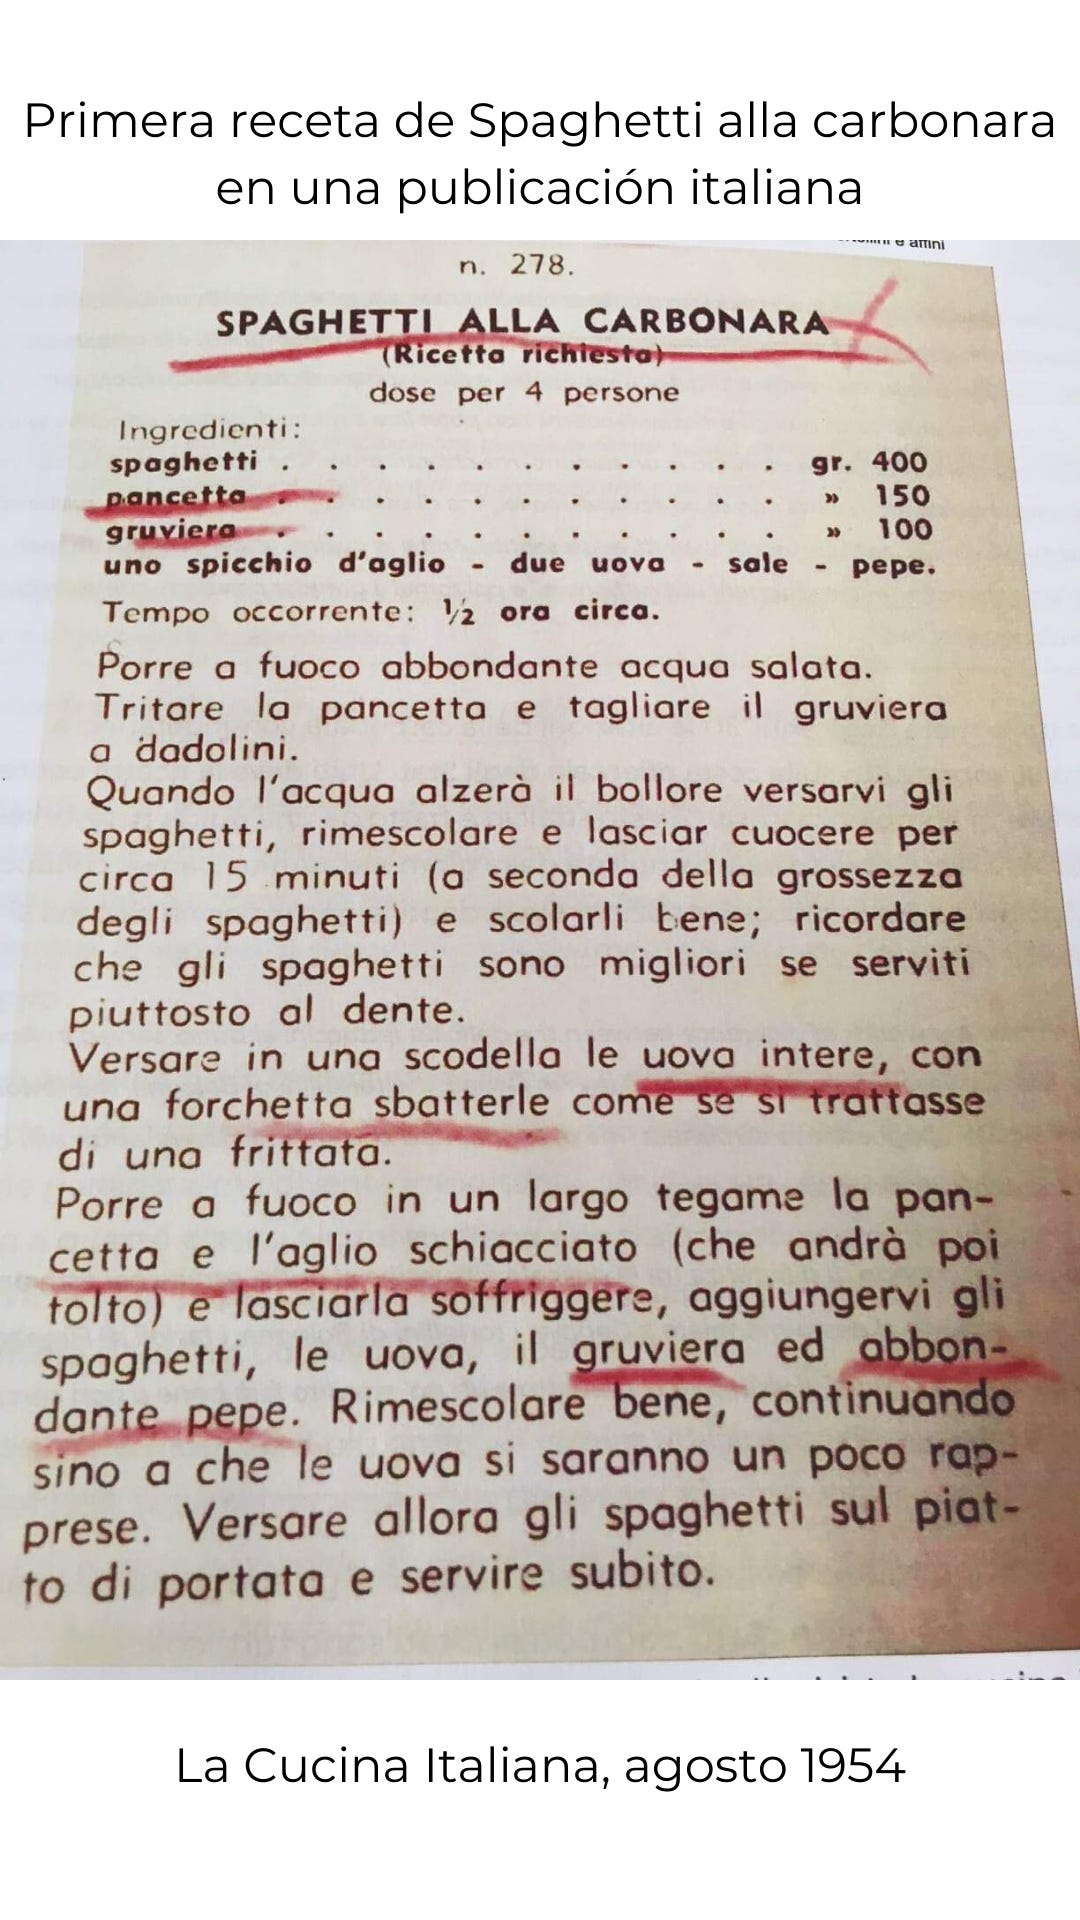 Primera receta de Spaghetti alla carbonara
en una publicación italiana
e affini
n. 278.
SPAGHETTI ALLA CARBONARA
(Ricetta richiesta)
dose per 4 persone
Ingredienti:
spaghetti . . . . . . . . . . . gr. 400
pancetta . . . . . . . . . . . » 150
gruviera . . . . . . . . . . . » 100
uno spicchio d'aglio - due uova - sale - pepe.
Tempo occorrente: ½ ora circa.
Porre a fuoco abbondante acqua salata.
Tritare la pancetta e tagliare il gruviera
a dadolini.
Quando l'acqua alzerà il bollore versarvi gli
spaghetti, rimescolare e lasciar cuocere per
circa 15 minuti (a seconda della grossezza
degli spaghetti) e scolarli bene; ricordare
che gli spaghetti sono migliori se serviti
piuttosto al dente.
Versare in una scodella le uova intere, con
una forchetta sbatterle come se si trattasse
di una frittata.
Porre a fuoco in un largo tegame la pan-
cetta e l'aglio schiacciato (che andrà poi
tolto) e lasciarla soffriggere, aggiungervi gli
spaghetti, le uova, il gruviera ed abbon-
dante pepe. Rimescolare bene, continuando
sino a che le uova si saranno un poco rap-
prese. Versare allora gli spaghetti sul piat-
to di portata e servire subito.
La Cucina Italiana, agosto 1954